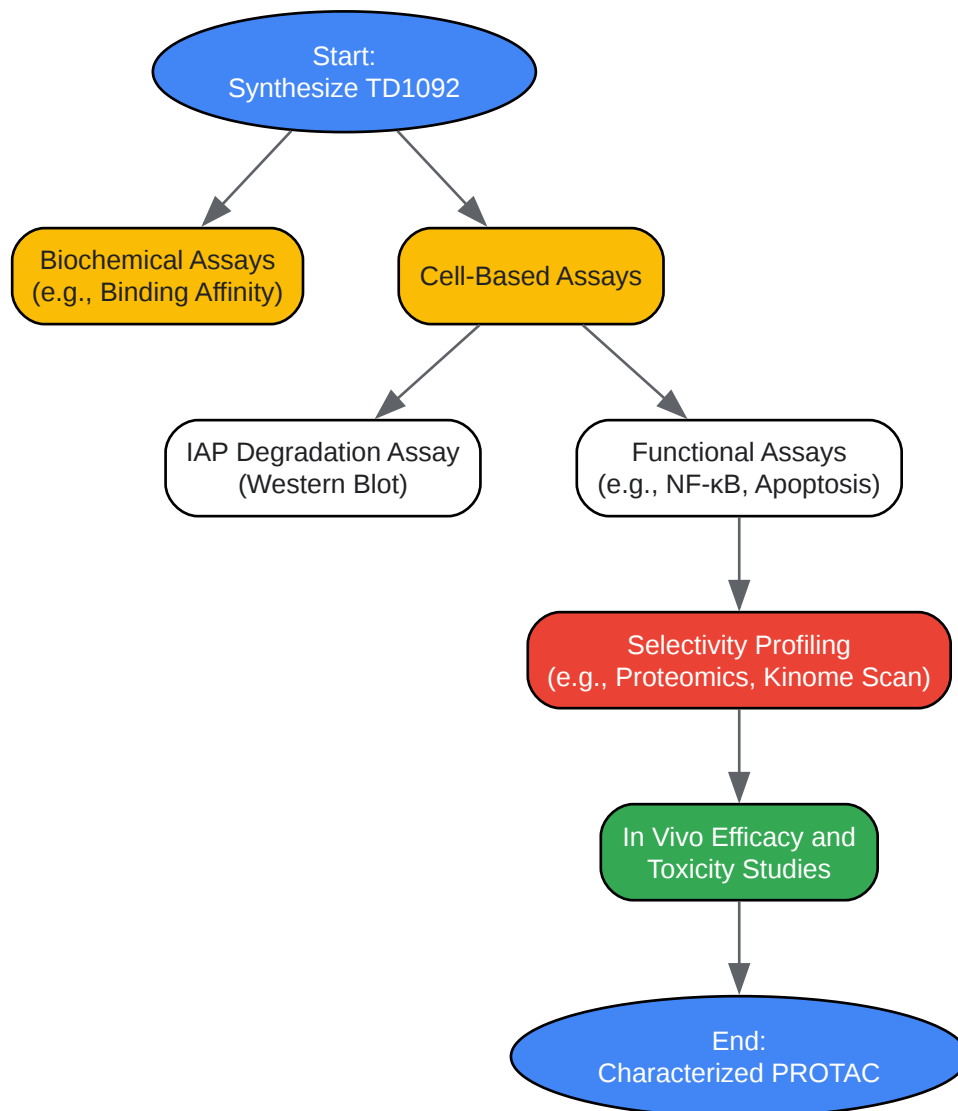 Start:
Synthesize TD1092
Biochemical Assays
(e.g., Binding Affinity)
Cell-Based Assays
IAP Degradation Assay
(Western Blot)
Functional Assays
(e.g., NF-κB, Apoptosis)
Selectivity Profiling
(e.g., Proteomics, Kinome Scan)
In Vivo Efficacy and
Toxicity Studies
End:
Characterized PROTAC